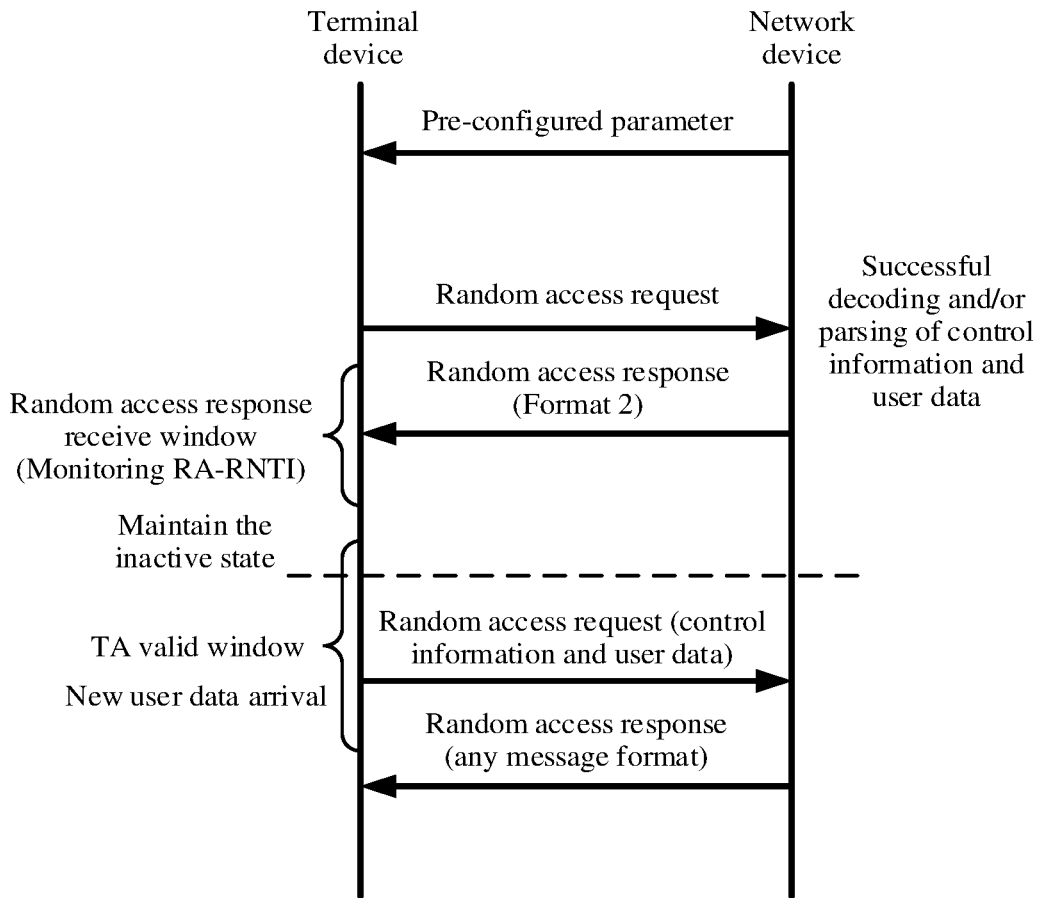 Terminal
device
Network
device
Pre-configured parameter
Random access request
Successful
decoding and/or
parsing of control
information and
user data
Random access response
(Format 2)
Random access response
receive window
(Monitoring RA-RNTI)
Maintain the
inactive state
Random access request (control
information and user data)
TA valid window
New user data arrival
Random access response
(any message format)